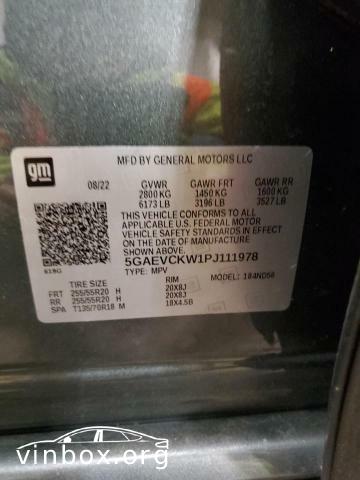 gm
MFD BY GENERAL MOTORS LLC
08/22 GVWR GAWR FRT GAWR RR
2800 KG 1450 KG 1600 KG
6173 LB 3196 LB 3527 LB
THIS VEHICLE CONFORMS TO ALL
APPLICABLE U.S. FEDERAL MOTOR
VEHICLE SAFETY STANDARDS IN EFFECT
ON THE DATE OF MANUFACTURE
SHOWN ABOVE.
5GAEVCKW1PJ111978
619G TYPE: MPV MODEL: 184ND56
TIRE SIZE RIM
FRT 255/55R20 H 20X8J
RR 255/55R20 H 20X8J
SPA T135/70R18 M 18X4.5B
vinbox.org